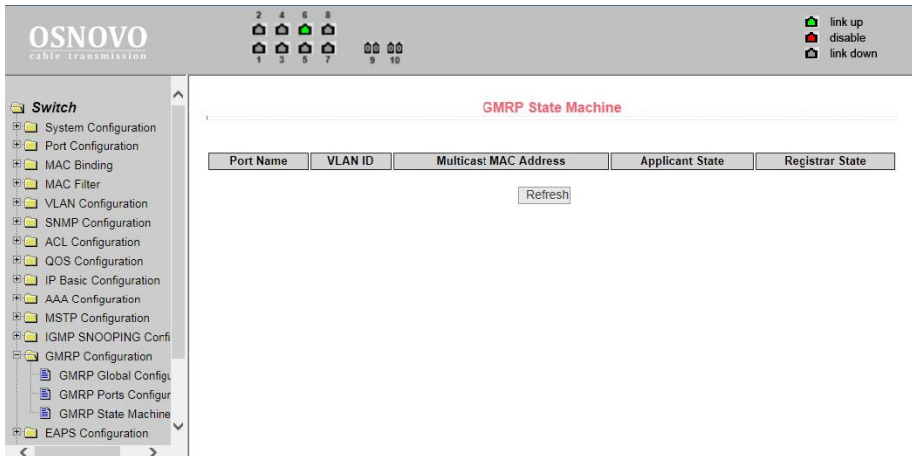 OSNOVO
cable transmission
2 4 6 8
1 3 5 7 9 10
link up
disable
link down
Switch
System Configuration
Port Configuration
MAC Binding
MAC Filter
VLAN Configuration
SNMP Configuration
ACL Configuration
QOS Configuration
IP Basic Configuration
AAA Configuration
MSTP Configuration
IGMP SNOOPING Confi
GMRP Configuration
GMRP Global Configu
GMRP Ports Configur
GMRP State Machine
EAPS Configuration
GMRP State Machine
Port Name VLAN ID Multicast MAC Address Applicant State Registrar State
Refresh